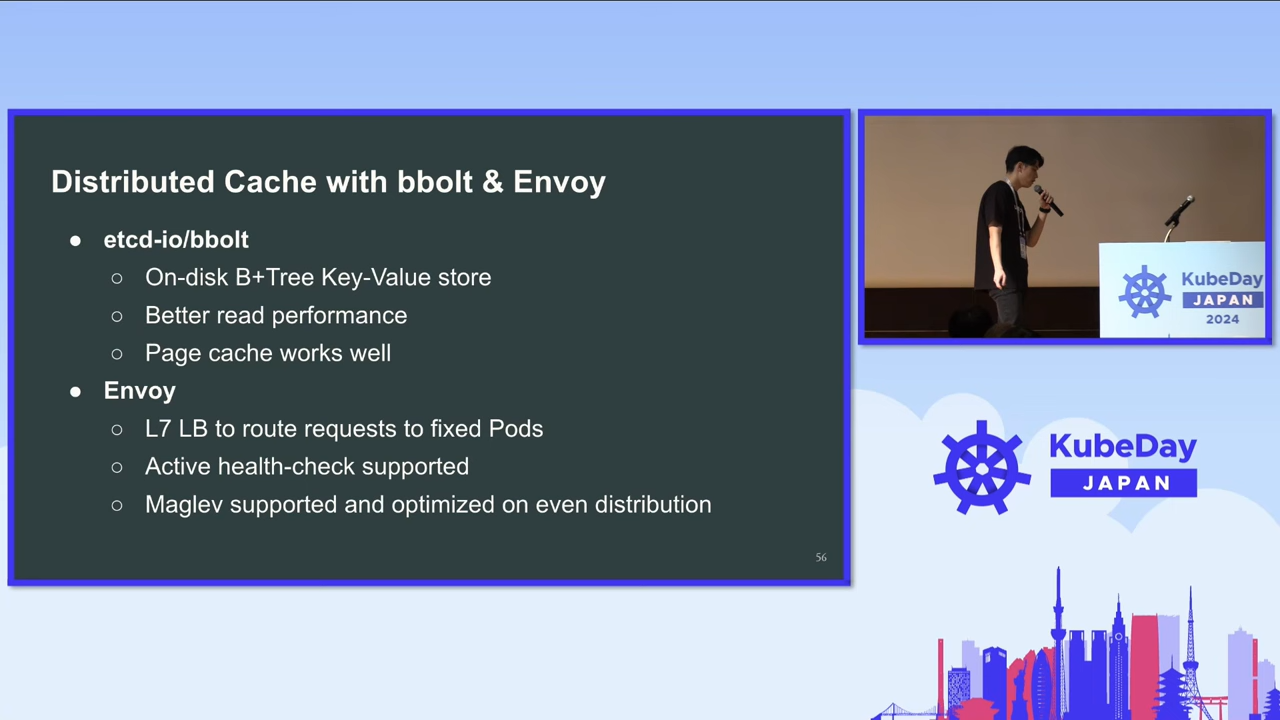 Distributed Cache with bbolt & Envoy
● etcd-io/bbolt
○ On-disk B+Tree Key-Value store
○ Better read performance
○ Page cache works well
● Envoy
○ L7 LB to route requests to fixed Pods
○ Active health-check supported
○ Maglev supported and optimized on even distribution
56
KubeDay
JAPAN
2024
KubeDay
JAPAN